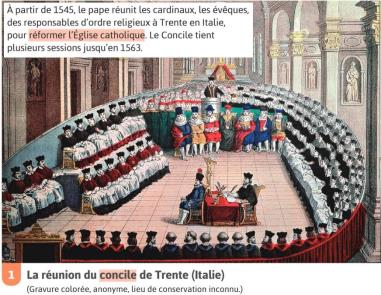 À partir de 1545, le pape réunit les cardinaux, les évêques,
des responsables d'ordre religieux à Trente en Italie,
pour réformer l'Église catholique. Le Concile tient
plusieurs sessions jusqu'en 1563.
1 La réunion du concile de Trente (Italie)
(Gravure colorée, anonyme, lieu de conservation inconnu.)